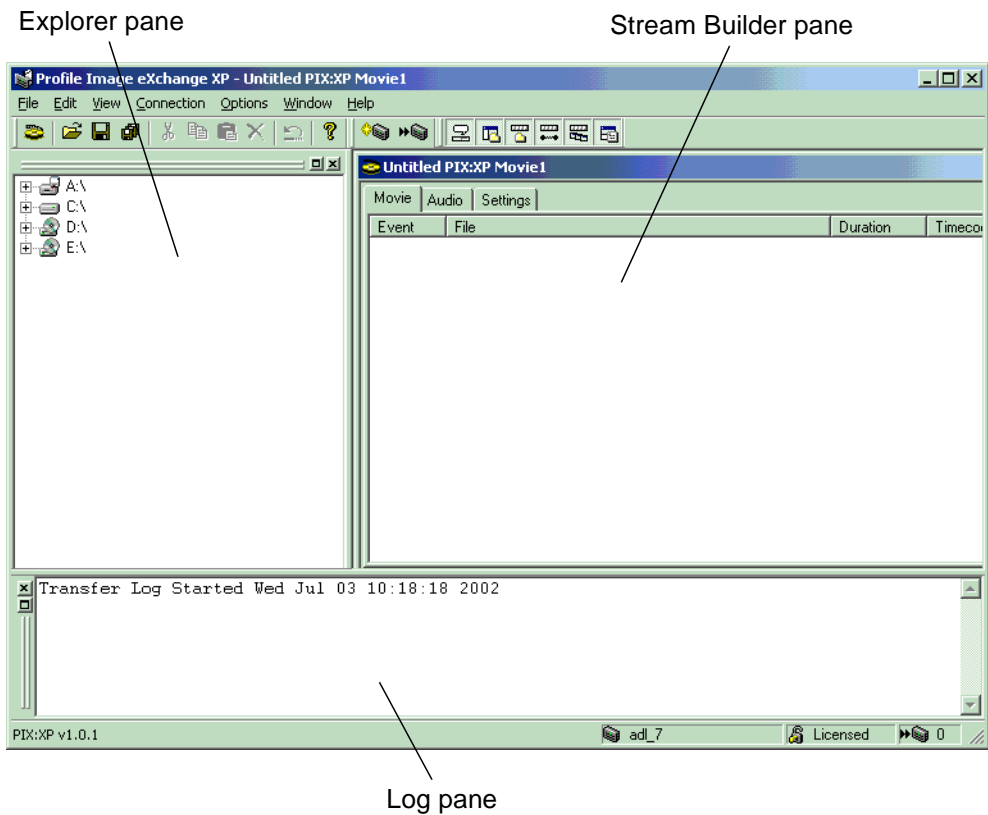 Explorer pane
Stream Builder pane
Profile Image eXchange XP - Untitled PIX:XP Movie1
File Edit View Connection Options Window Help
Untitled PIX:XP Movie1
A:\
C:\
D:\
E:\
Movie Audio Settings
Event File Duration Timeco
Transfer Log Started Wed Jul 03 10:18:18 2002
PIX:XP v1.0.1 adl_7 Licensed 0
Log pane